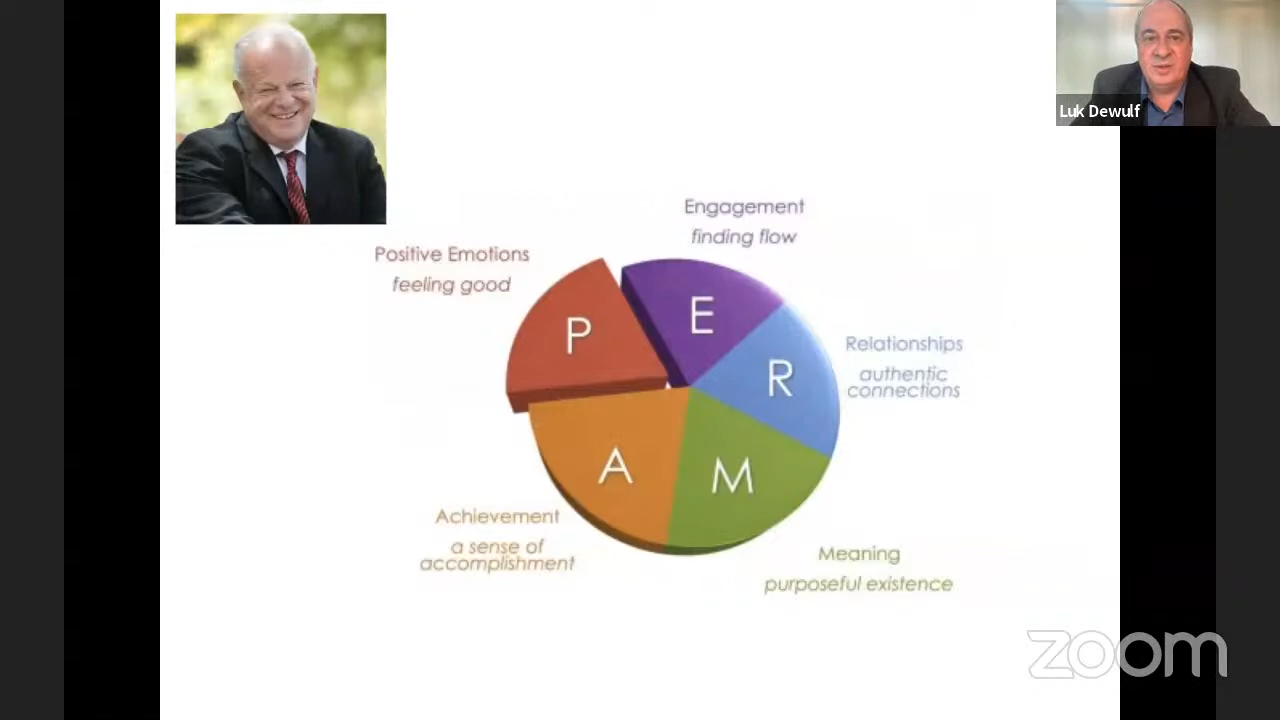 Luk Dewulf
Engagement
finding flow
Positive Emotions
feeling good
P
E
R
Relationships
authentic
connections
A
M
Achievement
a sense of
accomplishment
Meaning
purposeful existence
zoom